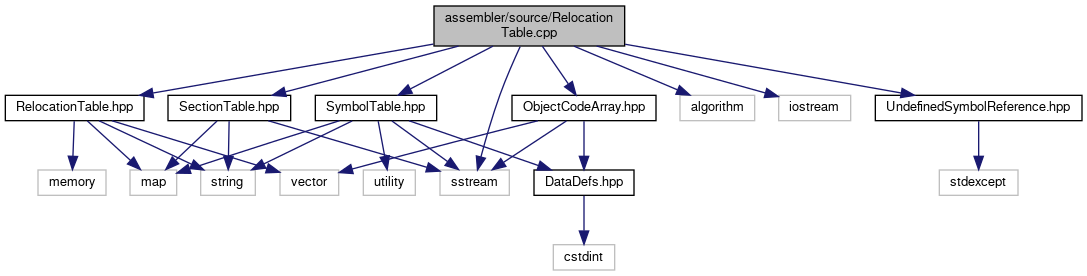 assembler/source/Relocation
Table.cpp
RelocationTable.hpp
SectionTable.hpp
SymbolTable.hpp
ObjectCodeArray.hpp
algorithm
iostream
UndefinedSymbolReference.hpp
memory
map
string
vector
utility
sstream
DataDefs.hpp
stdexcept
cstdint